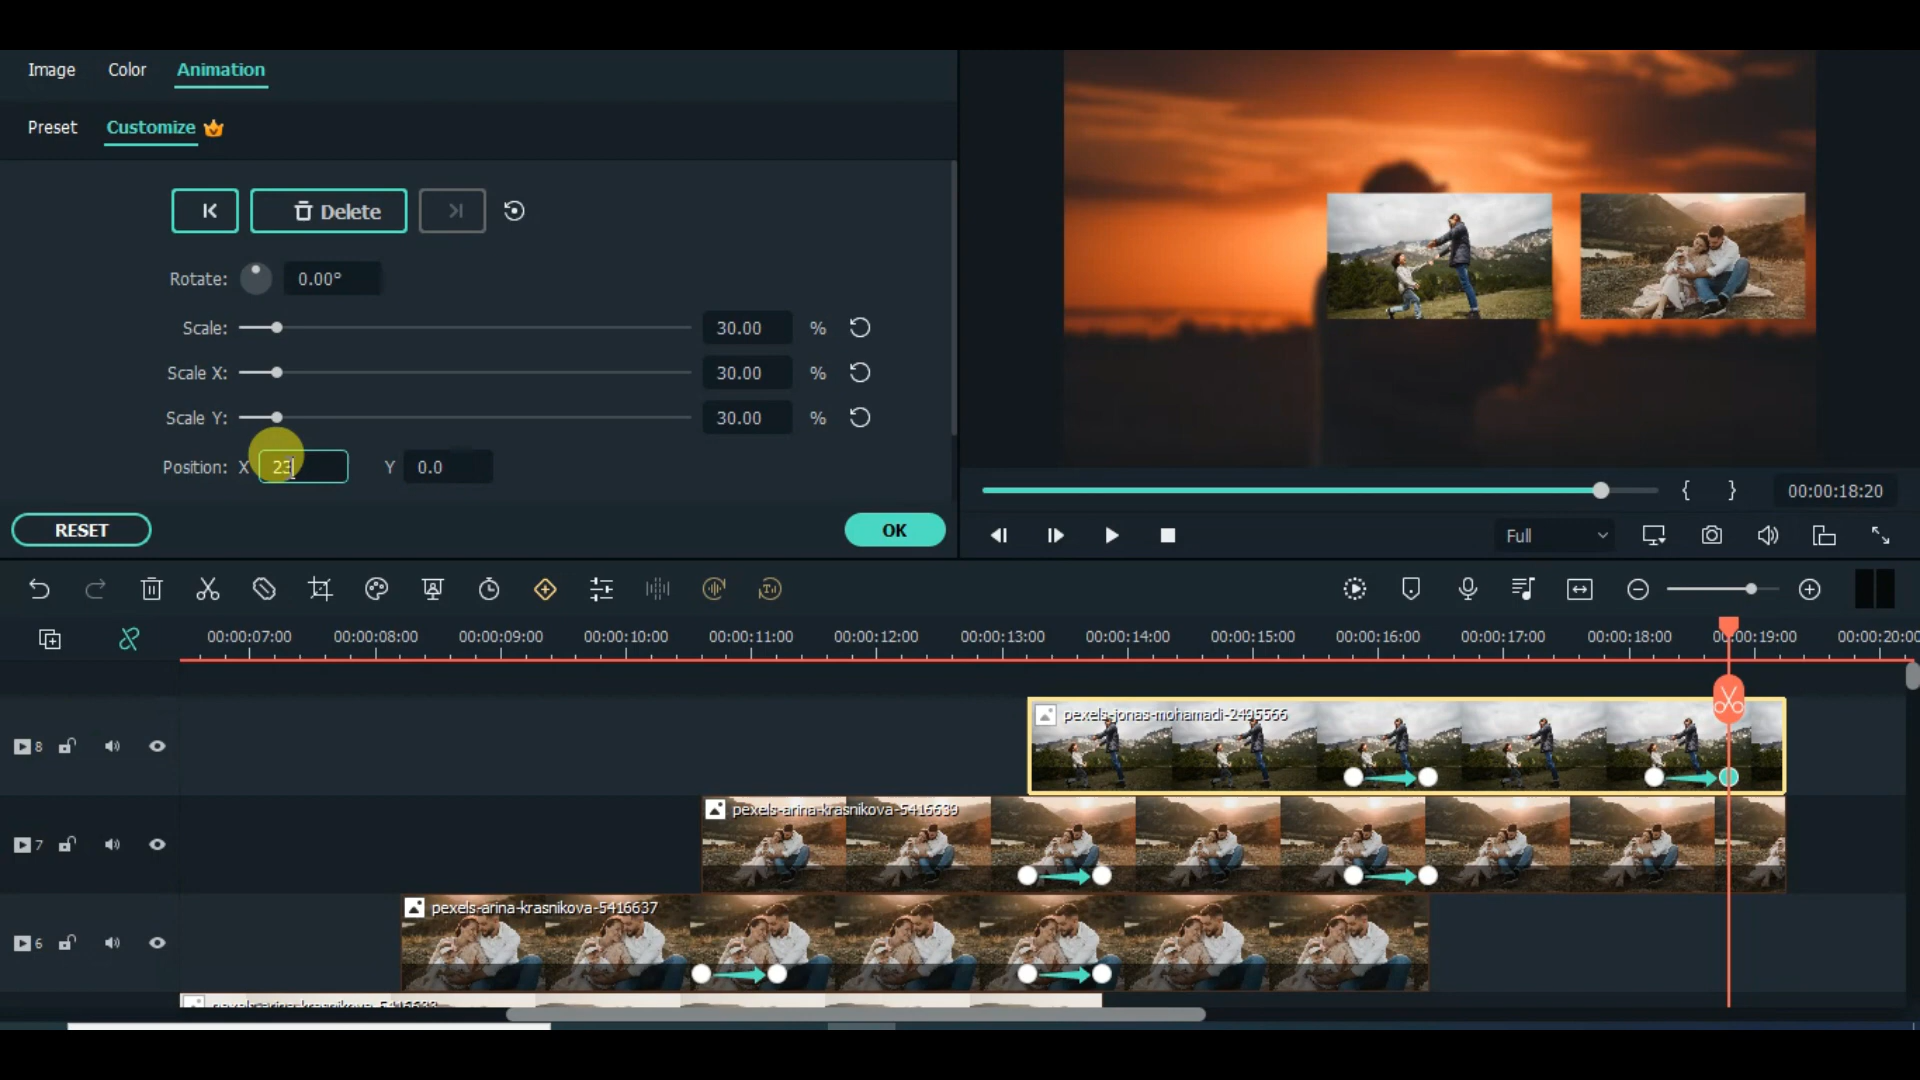 Image Color Animation
Preset Customize
Delete
Rotate: 0.00°
Scale: 30.00 %
Scale X: 30.00 %
Scale Y: 30.00 %
Position: X 23 Y 0.0
RESET OK
{ } 00:00:18:20
Full
00:00:07:00 00:00:08:00 00:00:09:00 00:00:10:00 00:00:11:00 00:00:12:00 00:00:13:00 00:00:14:00 00:00:15:00 00:00:16:00 00:00:17:00 00:00:18:00 00:00:19:00 00:00:20:00
pexels-jonas-mohamadi-2495566
8
pexels-arina-krasnikova-5416639
7
pexels-arina-krasnikova-5416637
6